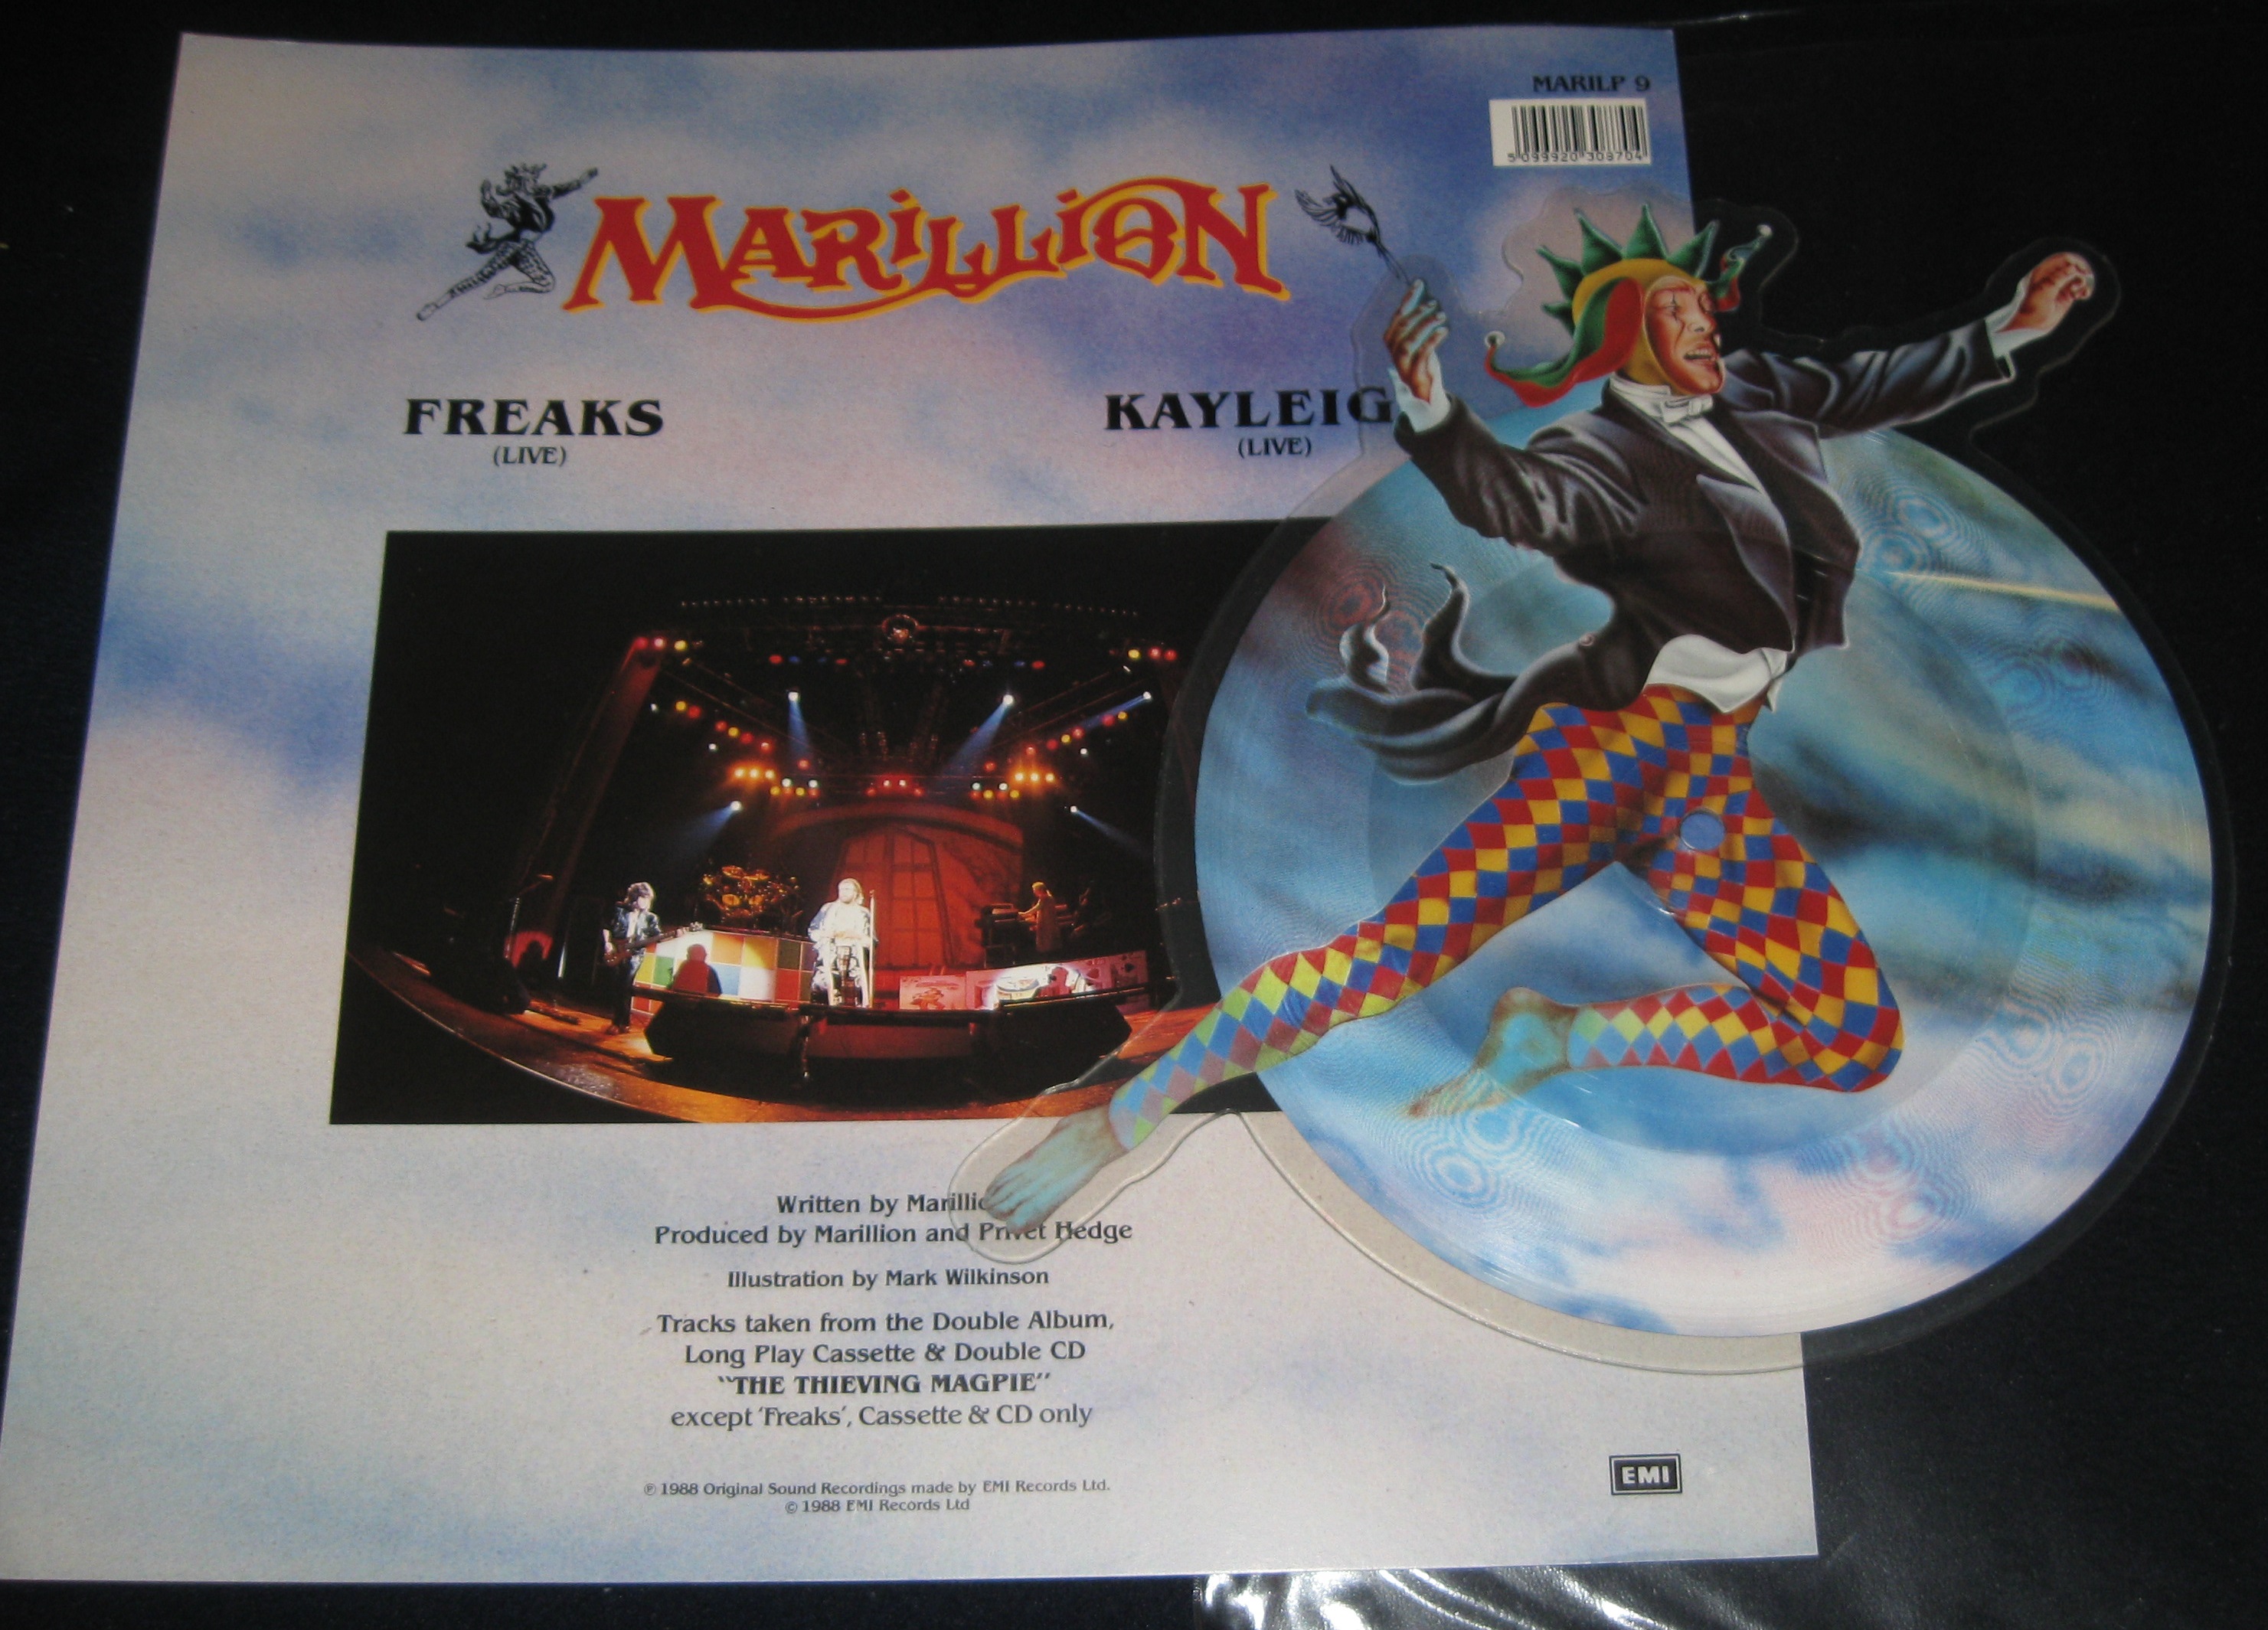 MARILP 9
5 099920 308704
MARILLION
FREAKS
(LIVE)
KAYLEIG
(LIVE)
Written by Marillio
Produced by Marillion and Privet Hedge
Illustration by Mark Wilkinson
Tracks taken from the Double Album,
Long Play Cassette & Double CD
"THE THIEVING MAGPIE"
except 'Freaks', Cassette & CD only
℗ 1988 Original Sound Recordings made by EMI Records Ltd.
© 1988 EMI Records Ltd
EMI